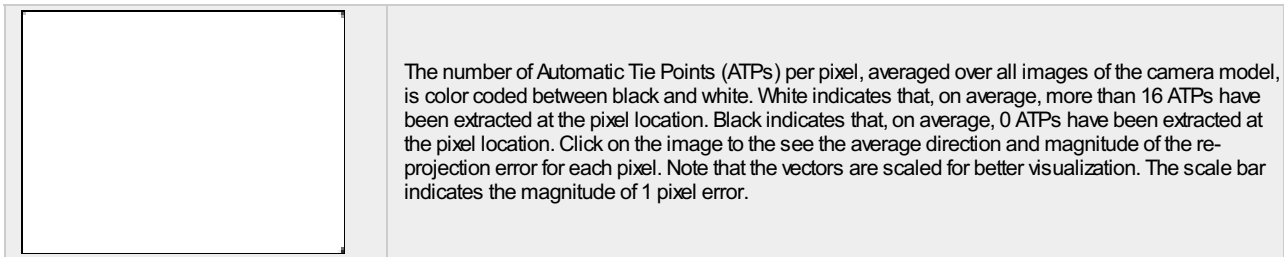 The number of Automatic Tie Points (ATPs) per pixel, averaged over all images of the camera model,
is color coded between black and white. White indicates that, on average, more than 16 ATPs have
been extracted at the pixel location. Black indicates that, on average, 0 ATPs have been extracted at
the pixel location. Click on the image to the see the average direction and magnitude of the re-
projection error for each pixel. Note that the vectors are scaled for better visualization. The scale bar
indicates the magnitude of 1 pixel error.